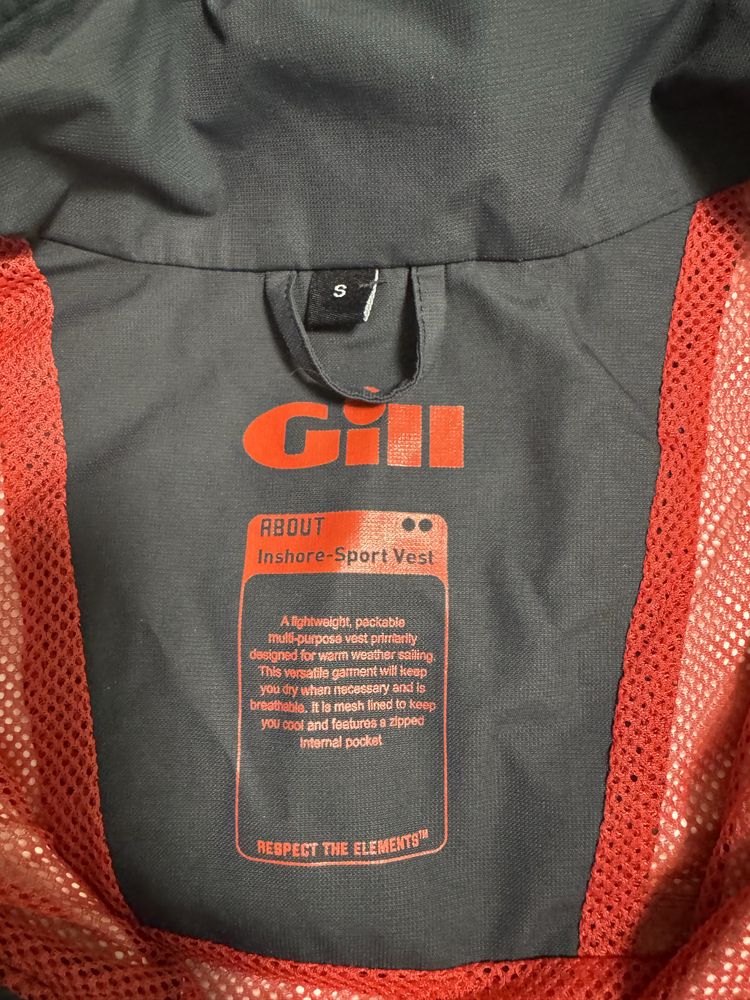 S
Gill
ABOUT
Inshore-Sport Vest
A lightweight, packable
multi-purpose vest primarily
designed for warm weather sailing.
This versatile garment will keep
you dry when necessary and is
breathable. It is mesh lined to keep
you cool and features a zipped
internal pocket
RESPECT THE ELEMENTS™